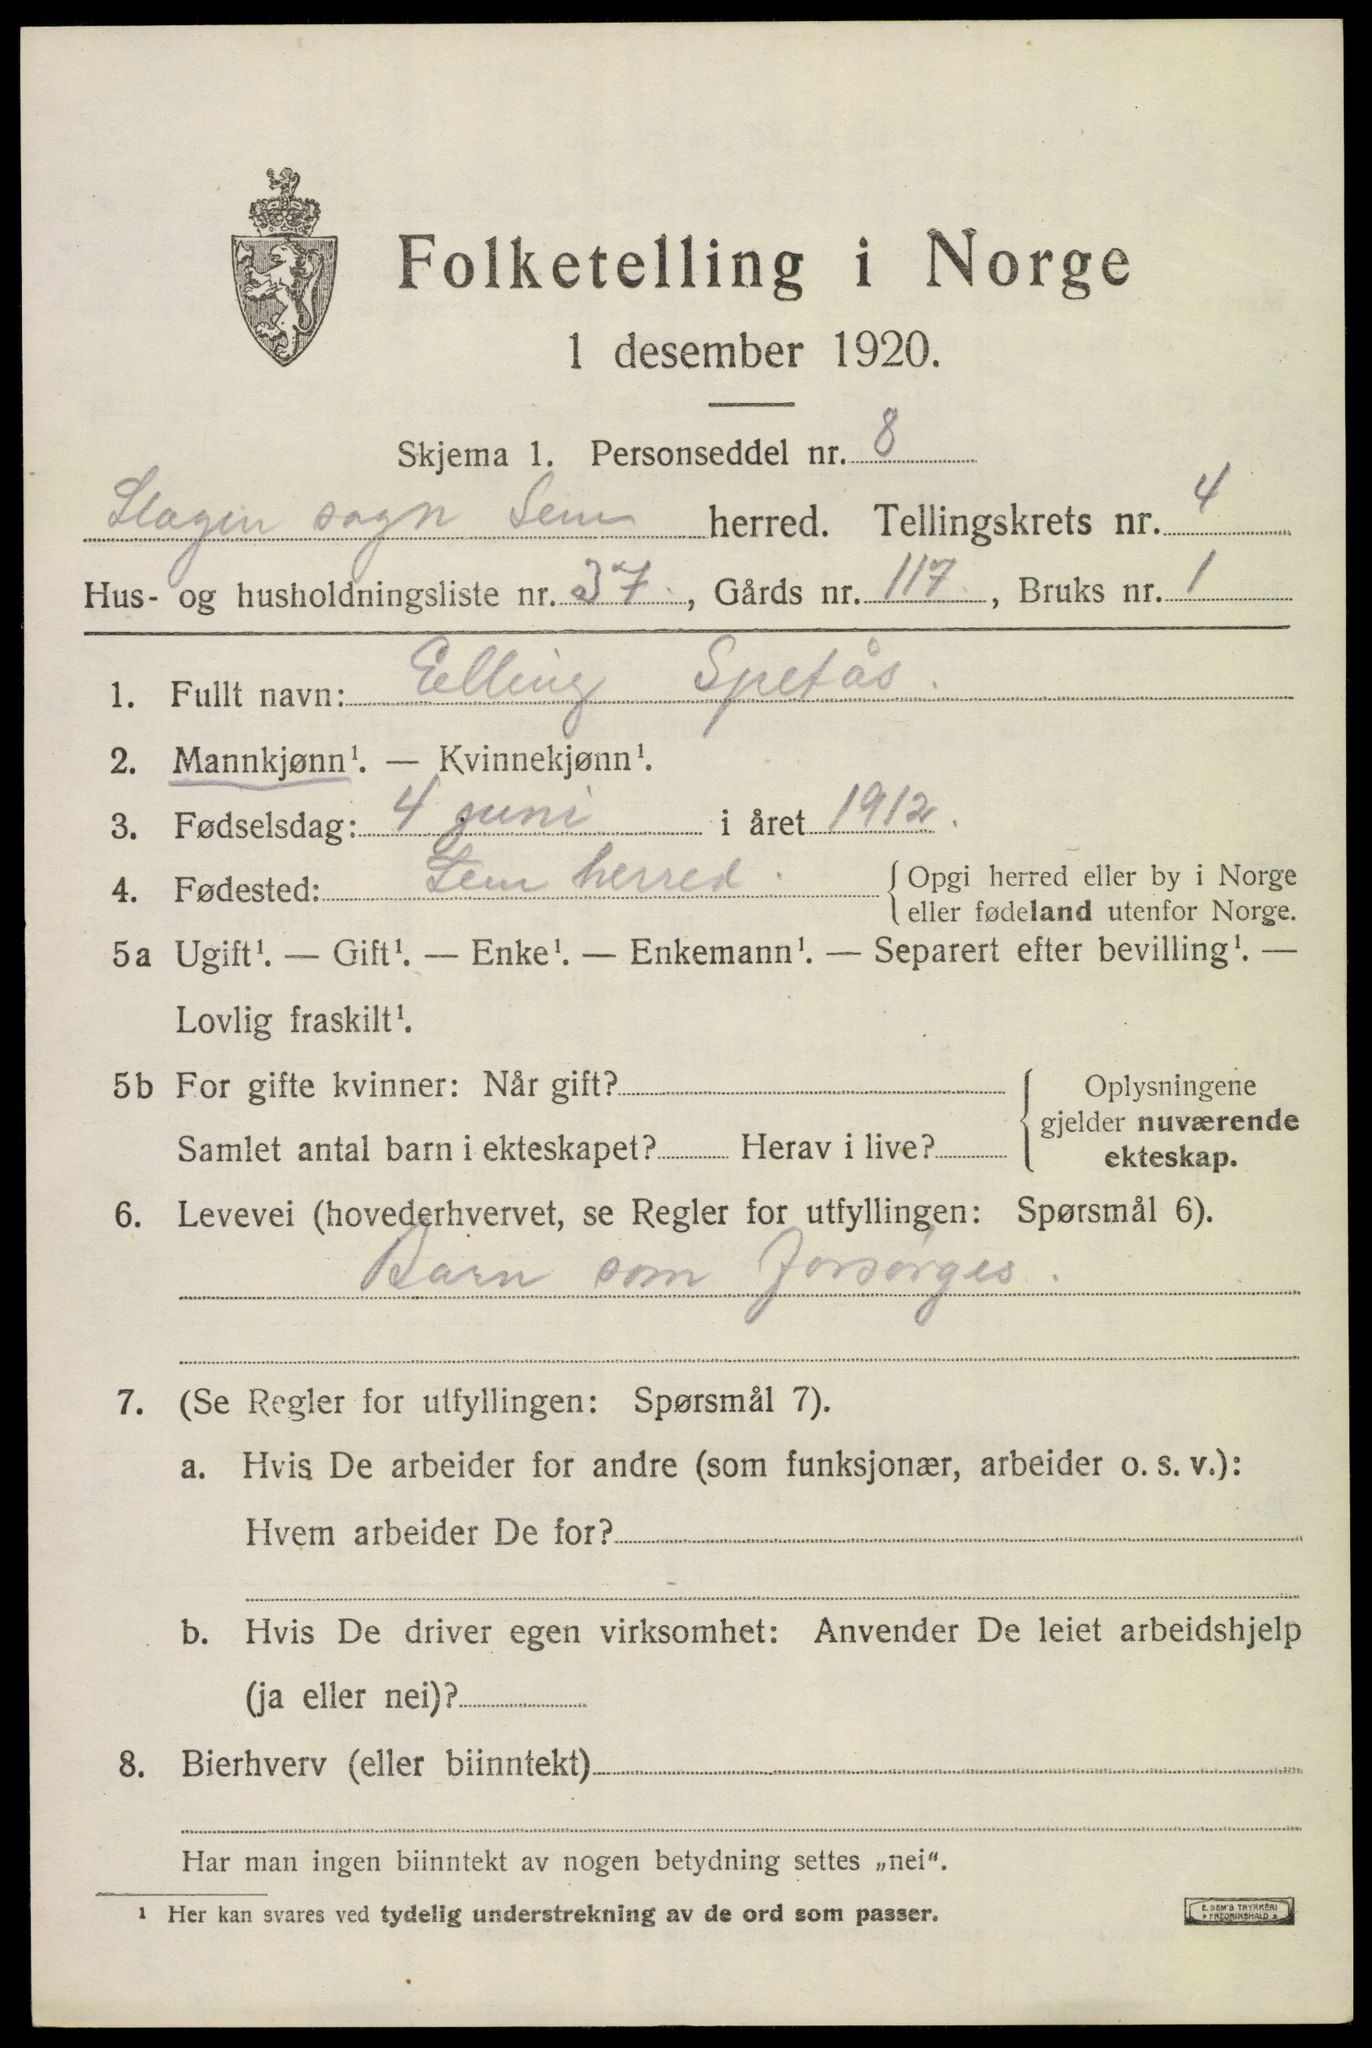 Folketelling i Norge
1 desember 1920.
Skjema 1. Personseddel nr. 8
Slagen sogn Sem herred. Tellingskrets nr. 4
Hus- og husholdningsliste nr. 37, Gårds nr. 117, Bruks nr. 1
1. Fullt navn: Elling Spetås.
2. Mannkjønn¹. — Kvinnekjønn¹.
3. Fødselsdag: 4 juni i året 1912.
4. Fødested: Sem herred. { Opgi herred eller by i Norge
eller fødeland utenfor Norge.
5a Ugift¹. — Gift¹. — Enke¹. — Enkemann¹. — Separert efter bevilling¹. —
Lovlig fraskilt¹.
5b For gifte kvinner: Når gift? { Oplysningene
gjelder nuværende
Samlet antal barn i ekteskapet? Herav i live? ekteskap.
6. Levevei (hovederhvervet, se Regler for utfyllingen: Spørsmål 6).
Barn som forsørges.
7. (Se Regler for utfyllingen: Spørsmål 7).
a. Hvis De arbeider for andre (som funksjonær, arbeider o. s. v.):
Hvem arbeider De for?
b. Hvis De driver egen virksomhet: Anvender De leiet arbeidshjelp
(ja eller nei)?
8. Bierhverv (eller biinntekt)
Har man ingen biinntekt av nogen betydning settes „nei“.
¹ Her kan svares ved tydelig understrekning av de ord som passer.
E. SEM'S TRYKKERI
FREDRIKSHALD